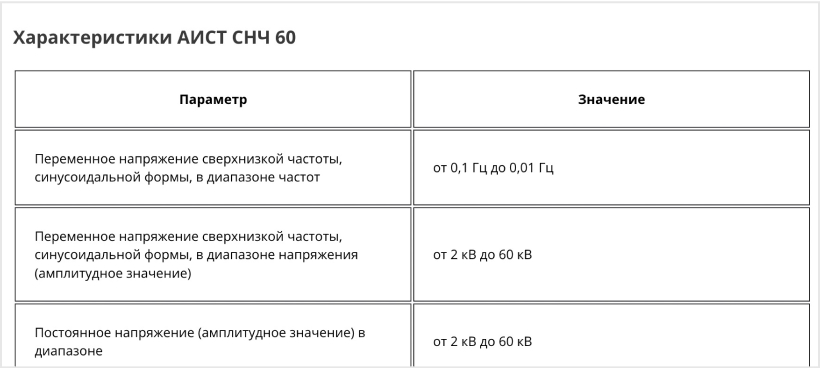 Характеристики АИСТ СНЧ 60
Параметр
Значение
Переменное напряжение сверхнизкой частоты,
синусоидальной формы, в диапазоне частот
от 0,1 Гц до 0,01 Гц
Переменное напряжение сверхнизкой частоты,
синусоидальной формы, в диапазоне напряжения
(амплитудное значение)
от 2 кВ до 60 кВ
Постоянное напряжение (амплитудное значение) в
диапазоне
от 2 кВ до 60 кВ